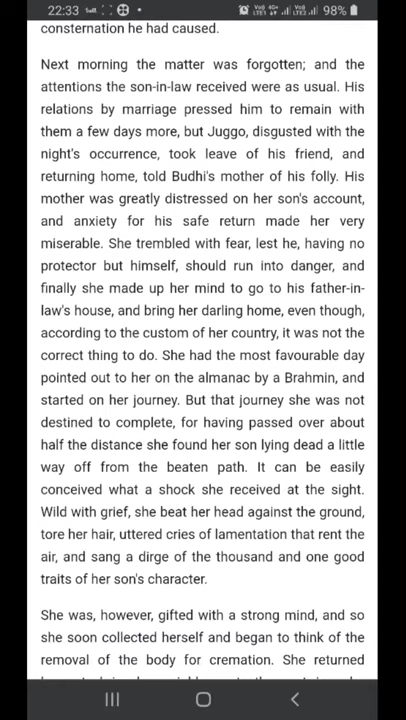 22:33
98%
consternation he had caused.
Next morning the matter was forgotten; and the
attentions the son-in-law received were as usual. His
relations by marriage pressed him to remain with
them a few days more, but Juggo, disgusted with the
night's occurrence, took leave of his friend, and
returning home, told Budhi's mother of his folly. His
mother was greatly distressed on her son's account,
and anxiety for his safe return made her very
miserable. She trembled with fear, lest he, having no
protector but himself, should run into danger, and
finally she made up her mind to go to his father-in-
law's house, and bring her darling home, even though,
according to the custom of her country, it was not the
correct thing to do. She had the most favourable day
pointed out to her on the almanac by a Brahmin, and
started on her journey. But that journey she was not
destined to complete, for having passed over about
half the distance she found her son lying dead a little
way off from the beaten path. It can be easily
conceived what a shock she received at the sight.
Wild with grief, she beat her head against the ground,
tore her hair, uttered cries of lamentation that rent the
air, and sang a dirge of the thousand and one good
traits of her son's character.
She was, however, gifted with a strong mind, and so
she soon collected herself and began to think of the
removal of the body for cremation. She returned